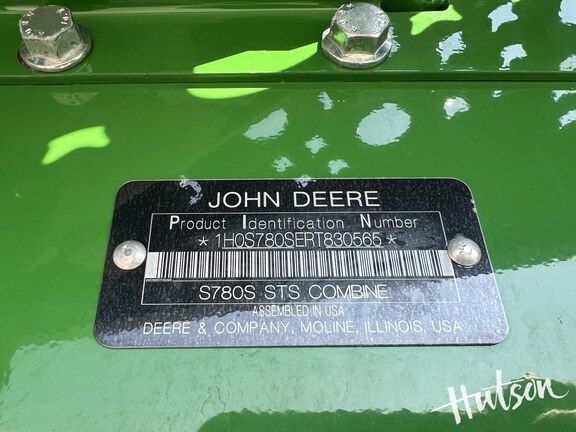 JOHN DEERE
Product Identification Number
* 1H0S780SERT830565 *
S780S STS COMBINE
ASSEMBLED IN USA
DEERE & COMPANY, MOLINE, ILLINOIS, USA
Hutson